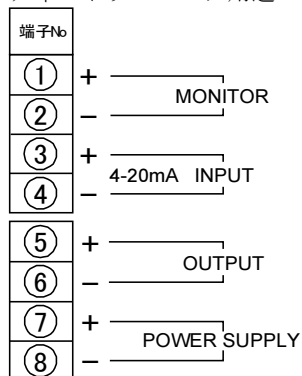 端子No
① +
MONITOR
② −
③ +
4-20mA INPUT
④ −
⑤ +
OUTPUT
⑥ −
⑦ +
POWER SUPPLY
⑧ −